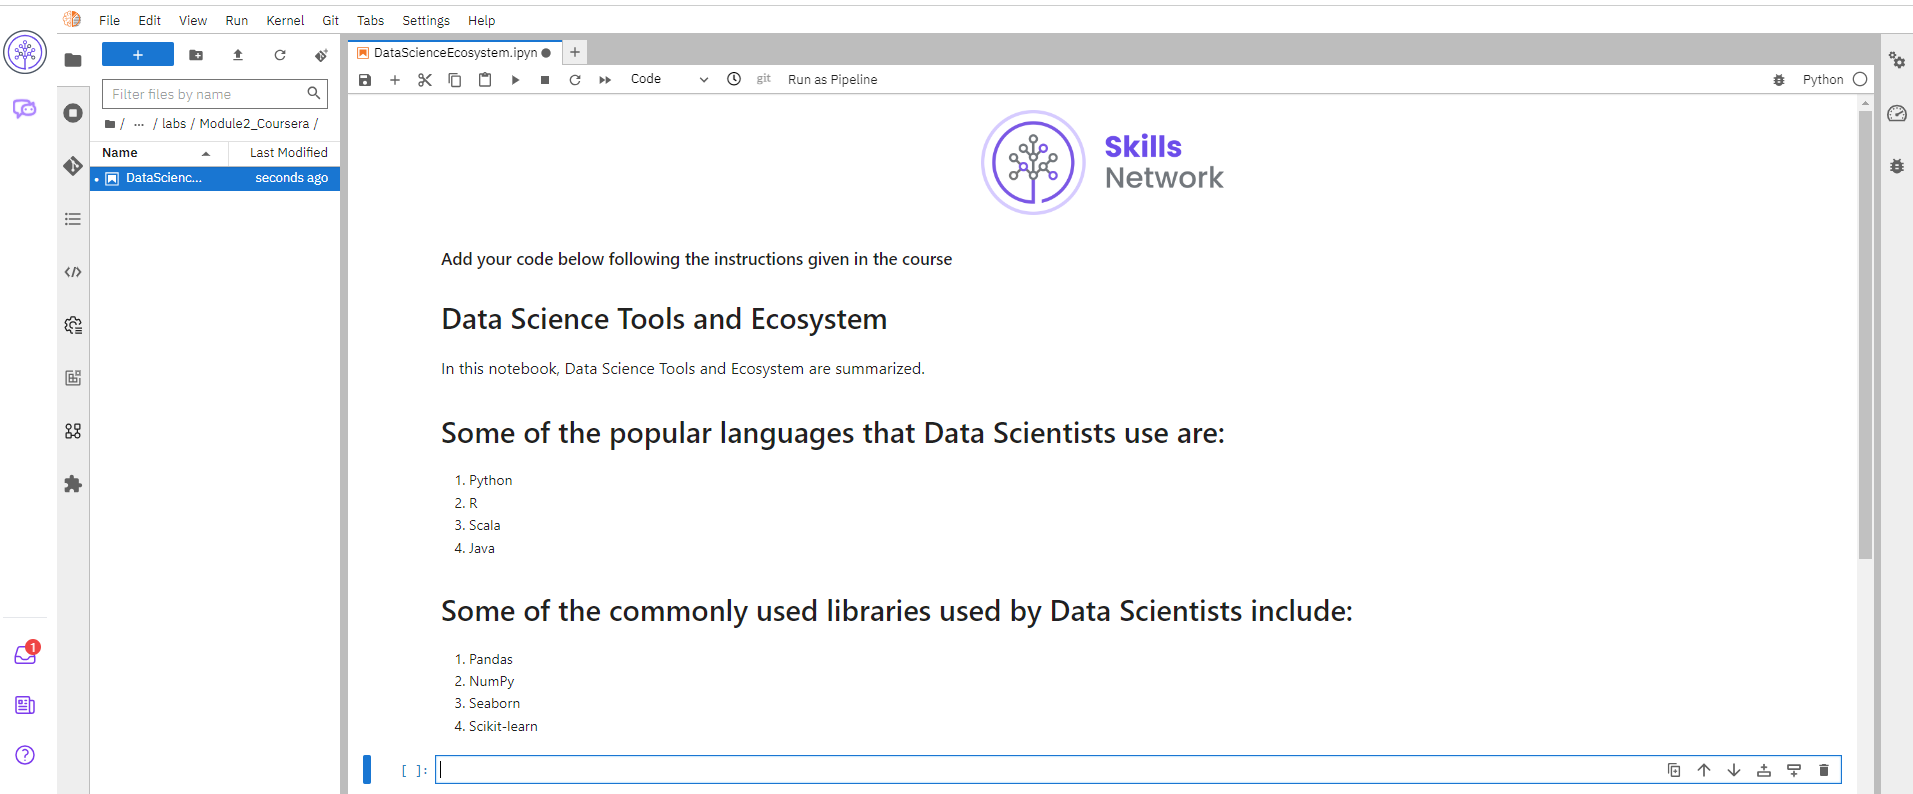 File Edit View Run Kernel Git Tabs Settings Help
+
Filter files by name
/ ... / labs / Module2_Coursera /
Name Last Modified
DataScienc... seconds ago
DataScienceEcosystem.ipyn
+
Code git Run as Pipeline Python
Skills
Network
Add your code below following the instructions given in the course
Data Science Tools and Ecosystem
In this notebook, Data Science Tools and Ecosystem are summarized.
Some of the popular languages that Data Scientists use are:
1. Python
2. R
3. Scala
4. Java
Some of the commonly used libraries used by Data Scientists include:
1. Pandas
2. NumPy
3. Seaborn
4. Scikit-learn
[ ]:
1